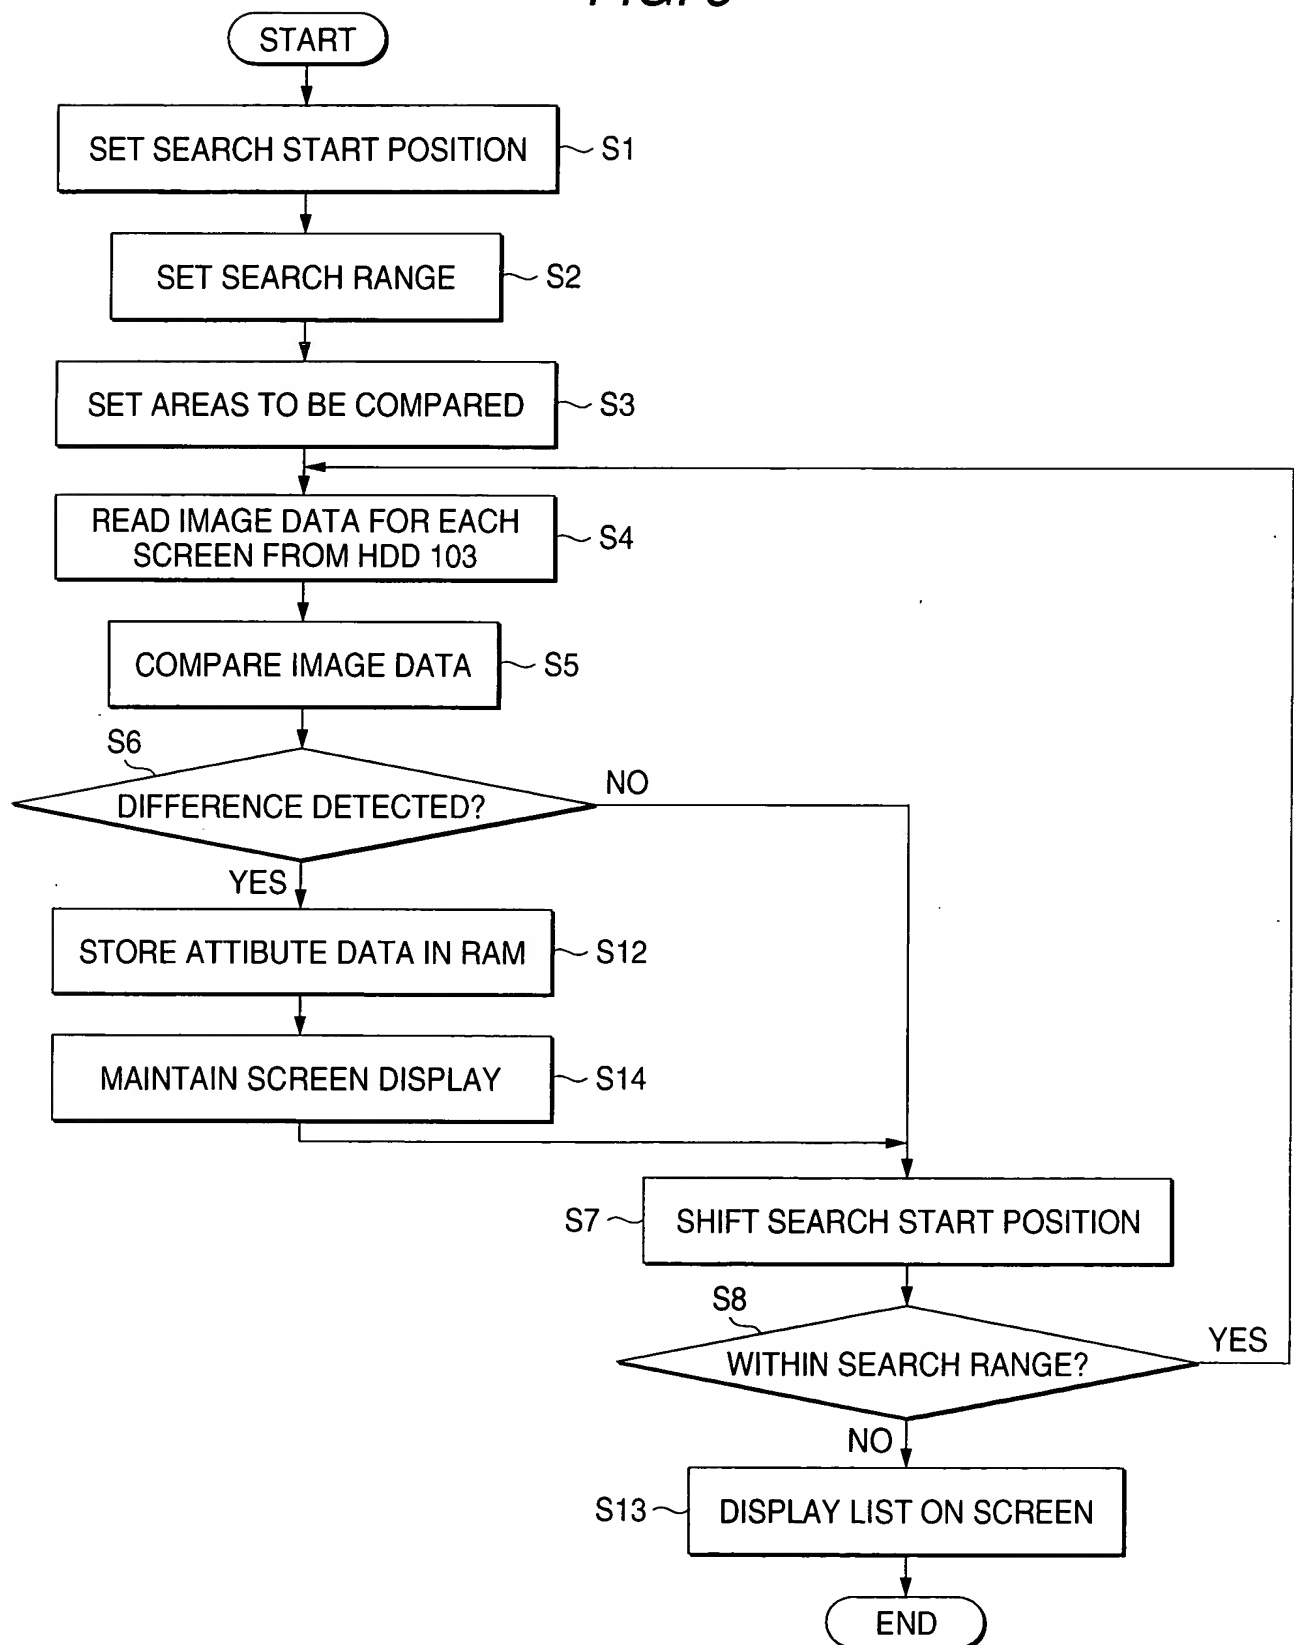 START
SET SEARCH START POSITION
S1
SET SEARCH RANGE
S2
SET AREAS TO BE COMPARED
S3
READ IMAGE DATA FOR EACH
SCREEN FROM HDD 103
S4
COMPARE IMAGE DATA
S5
S6
DIFFERENCE DETECTED?
NO
YES
STORE ATTIBUTE DATA IN RAM
S12
MAINTAIN SCREEN DISPLAY
S14
S7
SHIFT SEARCH START POSITION
S8
WITHIN SEARCH RANGE?
YES
NO
S13
DISPLAY LIST ON SCREEN
END